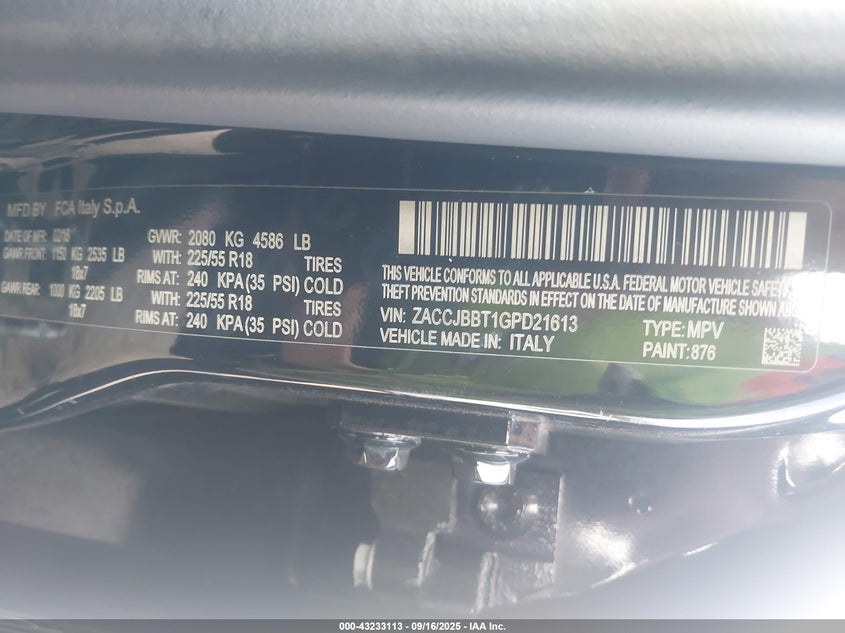 MFD BY FCA Italy S.p.A.
DATE OF MFR 02/16 GVWR: 2080 KG 4586 LB
GAWR FRONT: 1150 KG 2535 LB WITH: 225/55 R18 TIRES
18x7 RIMS AT: 240 KPA (35 PSI) COLD
GAWR REAR: 1000 KG 2205 LB WITH: 225/55 R18 TIRES
18x7 RIMS AT: 240 KPA (35 PSI) COLD
THIS VEHICLE CONFORMS TO ALL APPLICABLE U.S.A. FEDERAL MOTOR VEHICLE SAFETY
THEFT PREVENTION STANDARDS IN EFFECT ON THE DATE OF MANUFACTURE SHOWN
VIN: ZACCJBBT1GPD21613 TYPE: MPV
VEHICLE MADE IN: ITALY PAINT: 876
000-43233113 - 09/16/2025 - IAA Inc.